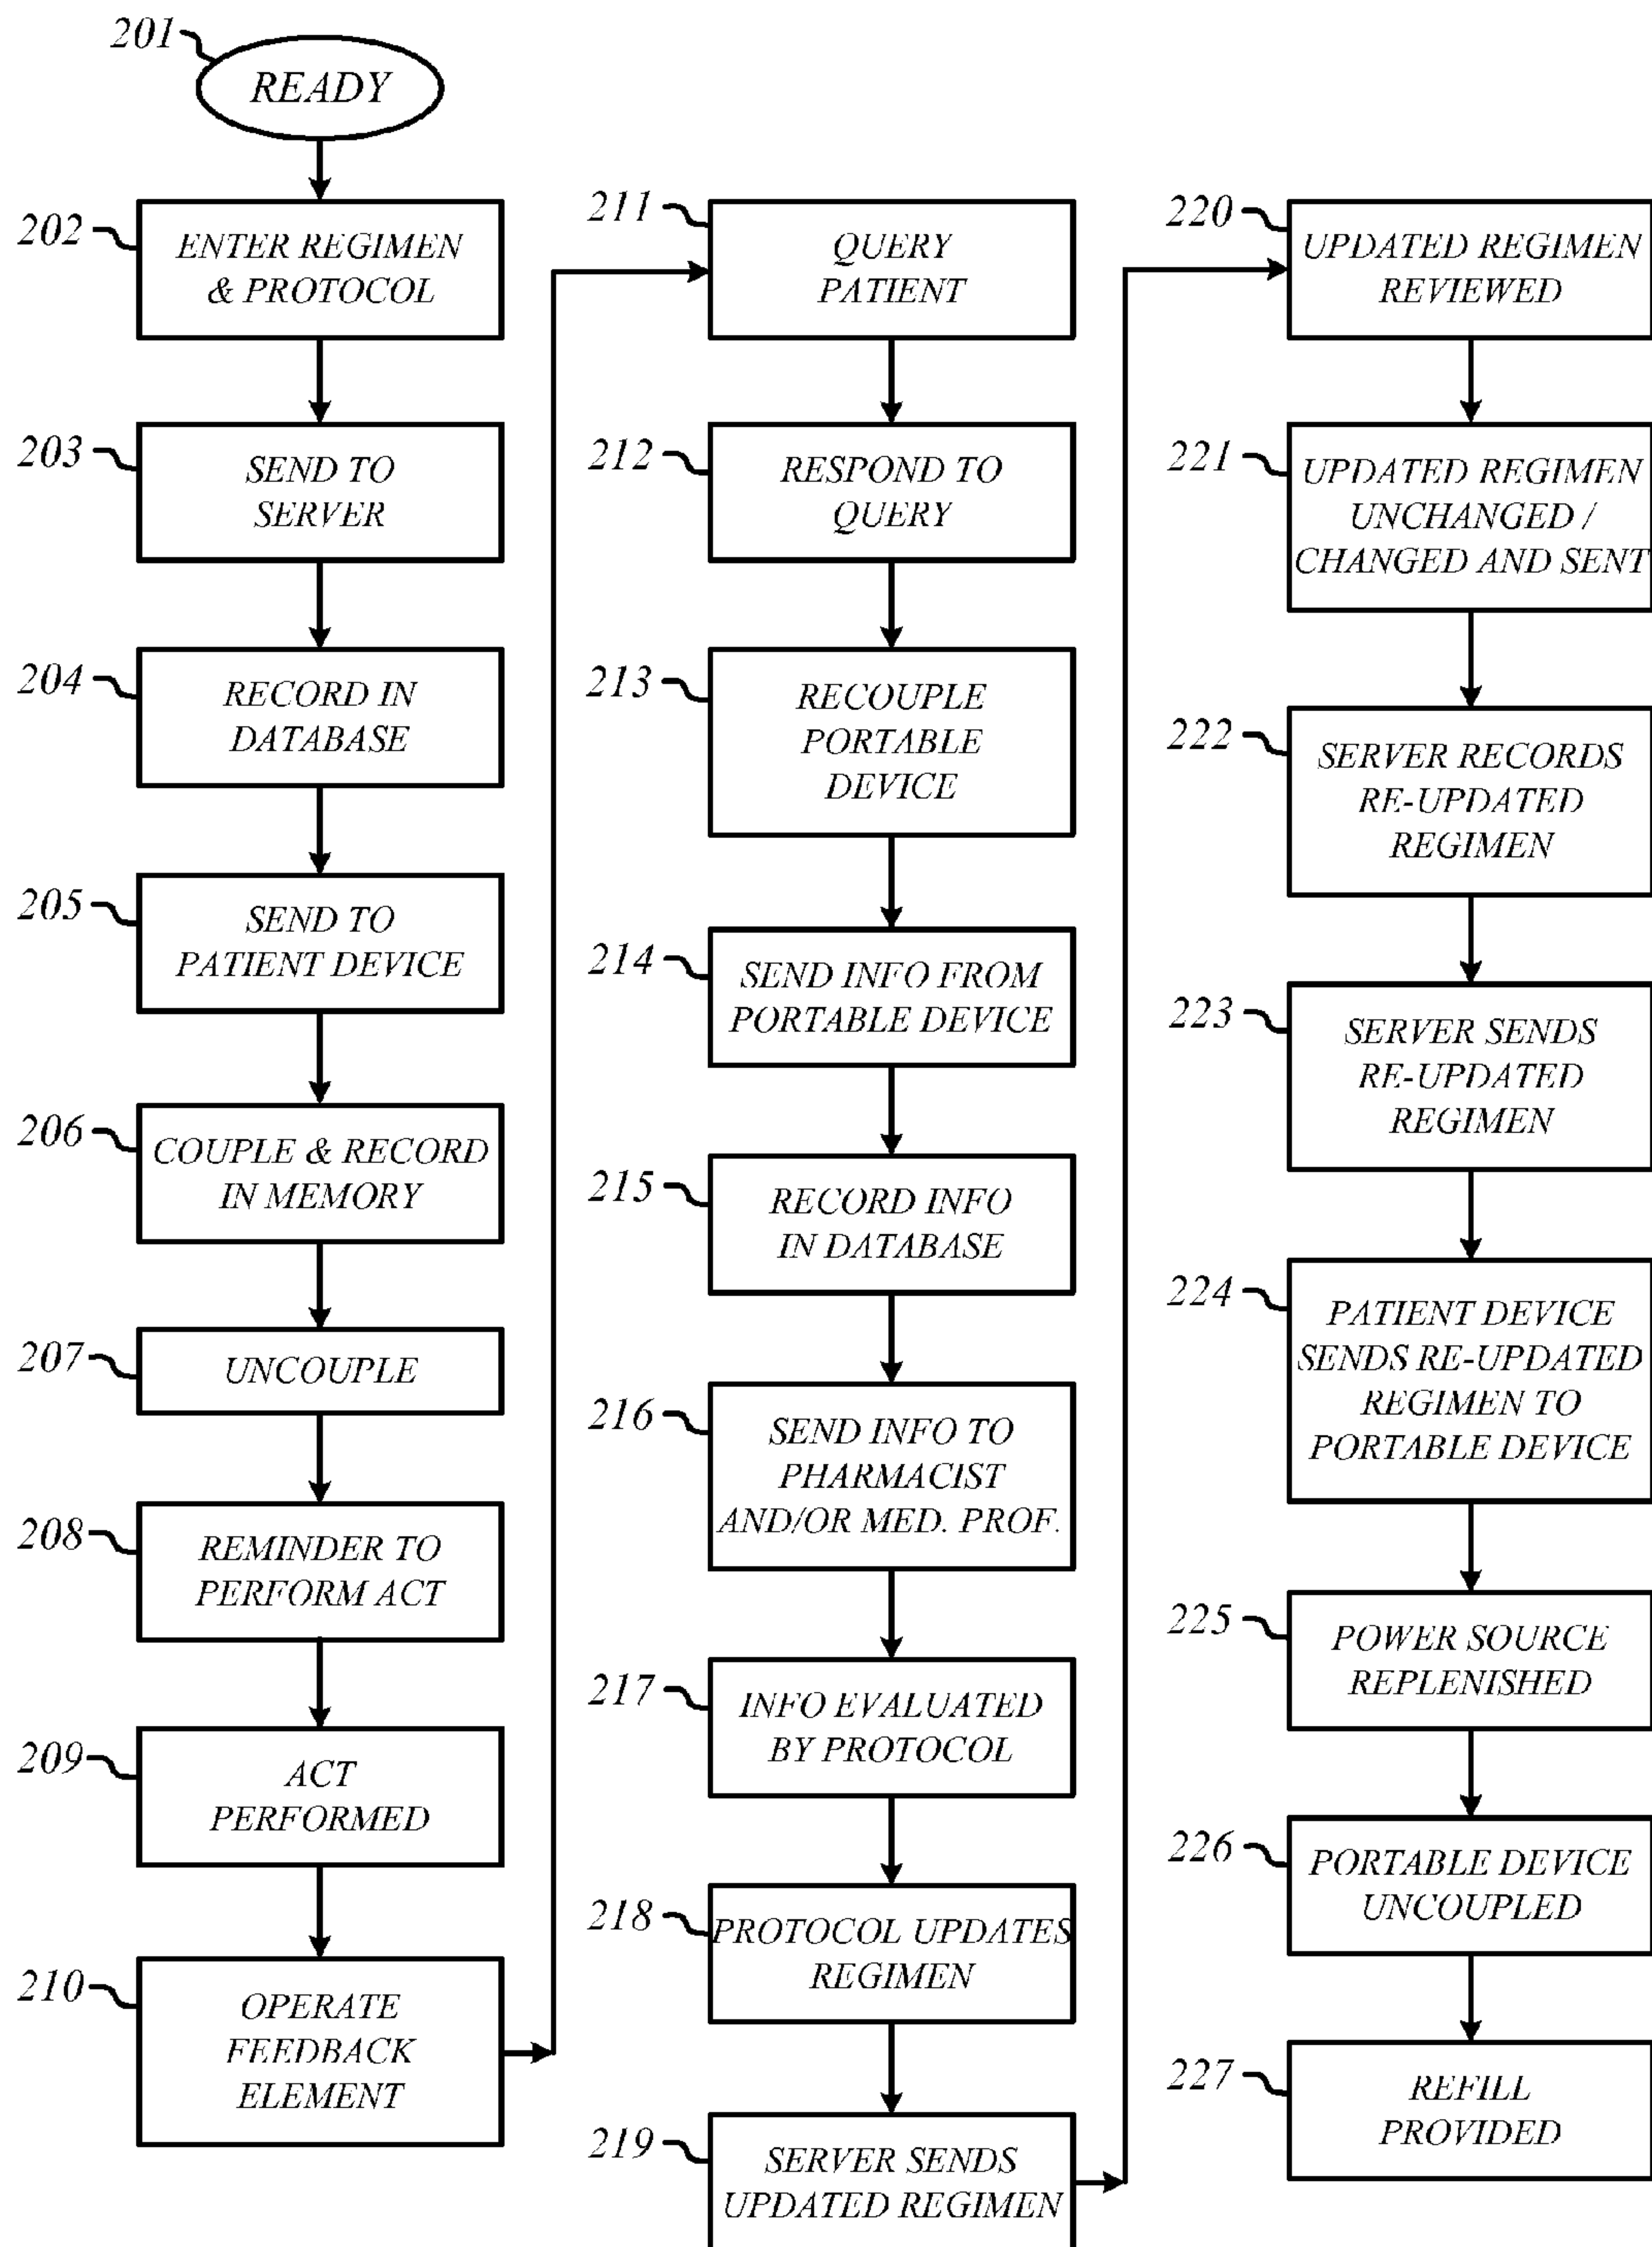 201
READY
202
ENTER REGIMEN
& PROTOCOL
203
SEND TO
SERVER
204
RECORD IN
DATABASE
205
SEND TO
PATIENT DEVICE
206
COUPLE & RECORD
IN MEMORY
207
UNCOUPLE
208
REMINDER TO
PERFORM ACT
209
ACT
PERFORMED
210
OPERATE
FEEDBACK
ELEMENT
211
QUERY
PATIENT
212
RESPOND TO
QUERY
213
RECOUPLE
PORTABLE
DEVICE
214
SEND INFO FROM
PORTABLE DEVICE
215
RECORD INFO
IN DATABASE
216
SEND INFO TO
PHARMACIST
AND/OR MED. PROF.
217
INFO EVALUATED
BY PROTOCOL
218
PROTOCOL UPDATES
REGIMEN
219
SERVER SENDS
UPDATED REGIMEN
220
UPDATED REGIMEN
REVIEWED
221
UPDATED REGIMEN
UNCHANGED /
CHANGED AND SENT
222
SERVER RECORDS
RE-UPDATED
REGIMEN
223
SERVER SENDS
RE-UPDATED
REGIMEN
224
PATIENT DEVICE
SENDS RE-UPDATED
REGIMEN TO
PORTABLE DEVICE
225
POWER SOURCE
REPLENISHED
226
PORTABLE DEVICE
UNCOUPLED
227
REFILL
PROVIDED